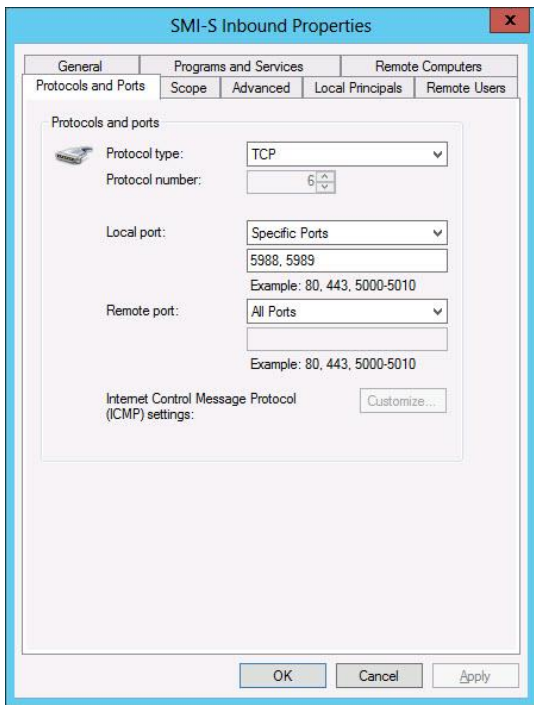 SMI-S Inbound Properties
x
General
Programs and Services
Remote Computers
Protocols and Ports
Scope
Advanced
Local Principals
Remote Users
Protocols and ports
Protocol type:
TCP
Protocol number:
6
Local port:
Specific Ports
5988, 5989
Example: 80, 443, 5000-5010
Remote port:
All Ports
Example: 80, 443, 5000-5010
Internet Control Message Protocol
(ICMP) settings:
Customize...
OK
Cancel
Apply